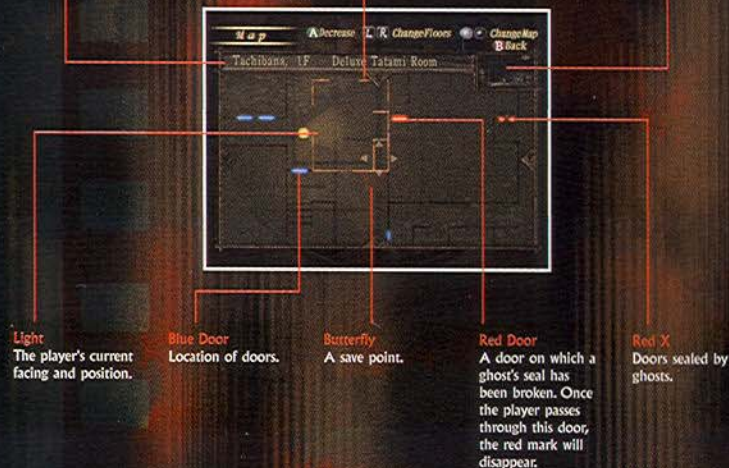 Map
A Decrease L R ChangeFloors Change Map
B Back
Tachibana, 1F Deluxe Tatami Room
Light
The player's current
facing and position.
Blue Door
Location of doors.
Butterfly
A save point.
Red Door
A door on which a
ghost's seal has
been broken. Once
the player passes
through this door,
the red mark will
disappear.
Red X
Doors sealed by
ghosts.